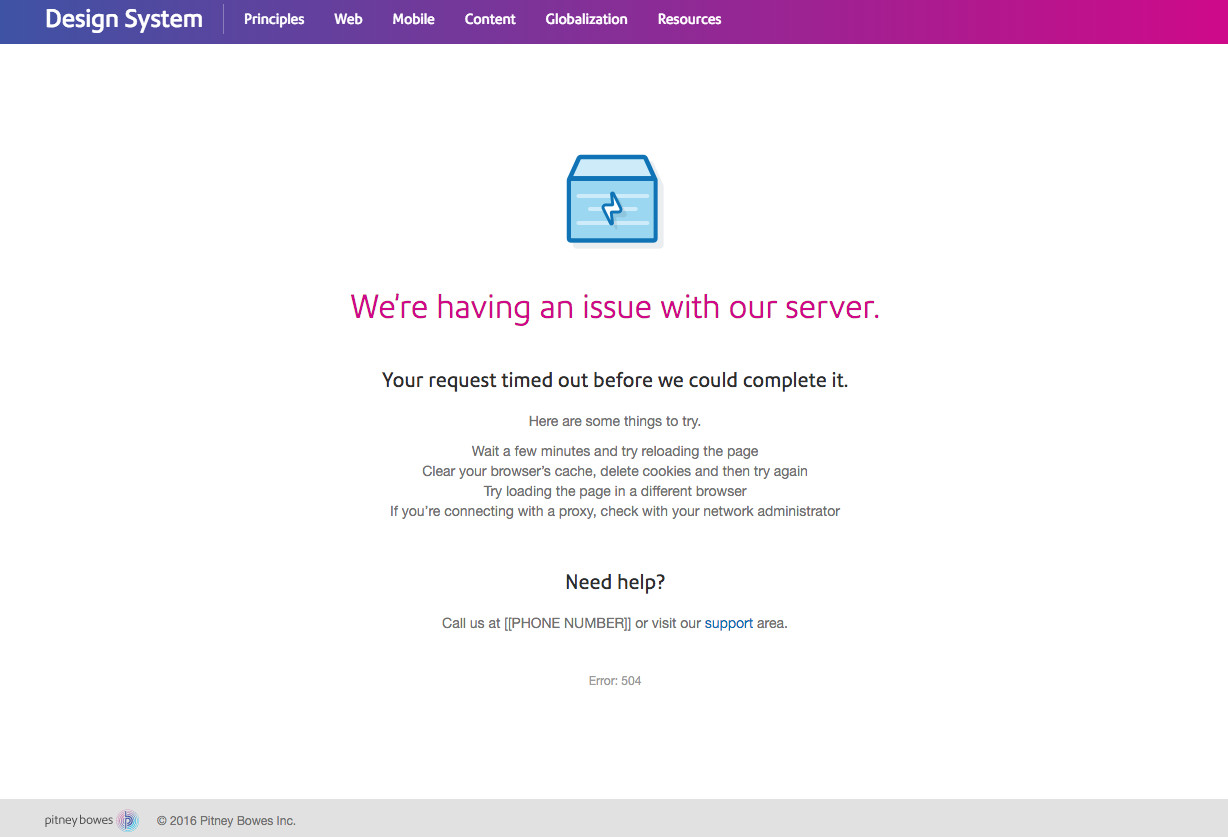 Design System Principles Web Mobile Content Globalization Resources
We're having an issue with our server.
Your request timed out before we could complete it.
Here are some things to try.
Wait a few minutes and try reloading the page
Clear your browser’s cache, delete cookies and then try again
Try loading the page in a different browser
If you’re connecting with a proxy, check with your network administrator
Need help?
Call us at [[PHONE NUMBER]] or visit our support area.
Error: 504
pitney bowes © 2016 Pitney Bowes Inc.